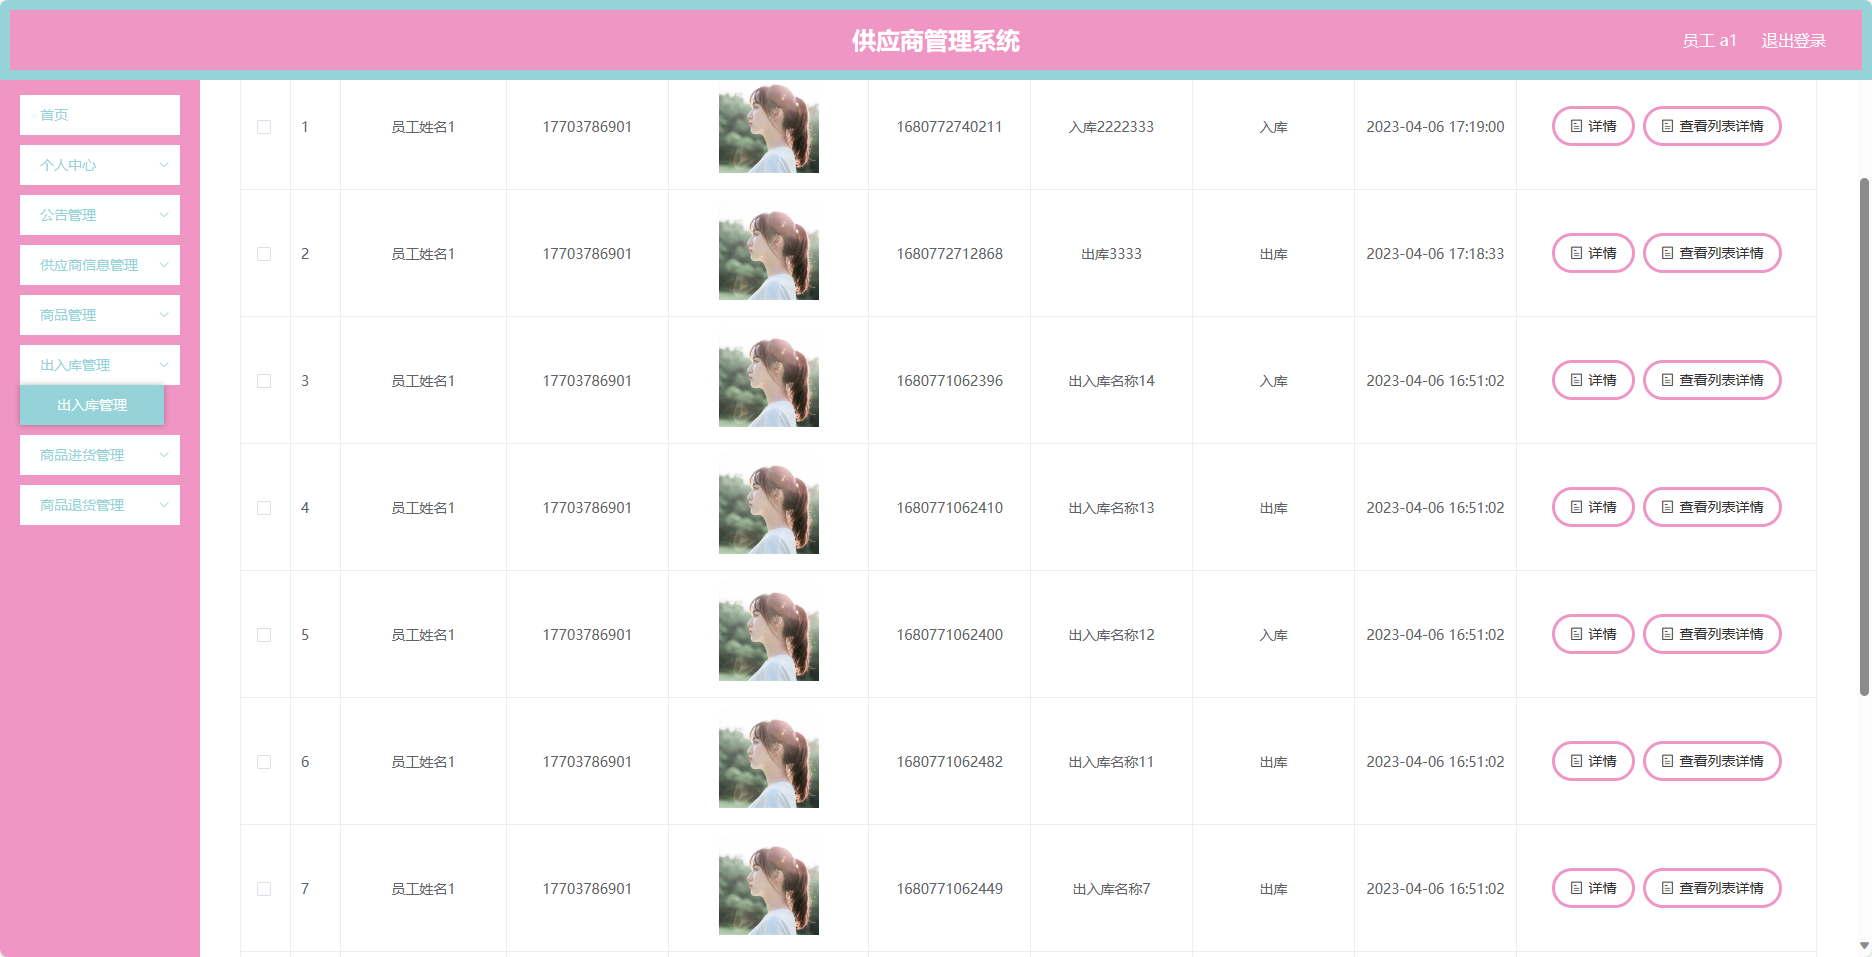 供应商管理系统
员工 a1 退出登录
首页
个人中心
公告管理
供应商信息管理
商品管理
出入库管理
出入库管理
商品进货管理
商品退货管理
1 员工姓名1 17703786901 1680772740211 入库2222333 入库 2023-04-06 17:19:00 详情 查看列表详情
2 员工姓名1 17703786901 1680772712868 出库3333 出库 2023-04-06 17:18:33 详情 查看列表详情
3 员工姓名1 17703786901 1680771062396 出入库名称14 入库 2023-04-06 16:51:02 详情 查看列表详情
4 员工姓名1 17703786901 1680771062410 出入库名称13 出库 2023-04-06 16:51:02 详情 查看列表详情
5 员工姓名1 17703786901 1680771062400 出入库名称12 入库 2023-04-06 16:51:02 详情 查看列表详情
6 员工姓名1 17703786901 1680771062482 出入库名称11 出库 2023-04-06 16:51:02 详情 查看列表详情
7 员工姓名1 17703786901 1680771062449 出入库名称7 出库 2023-04-06 16:51:02 详情 查看列表详情